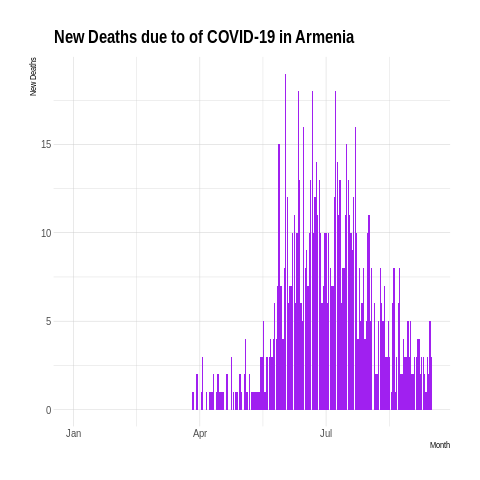 New Deaths due to of COVID-19 in Armenia
New Deaths
15
10
5
0
Jan
Apr
Jul
Month